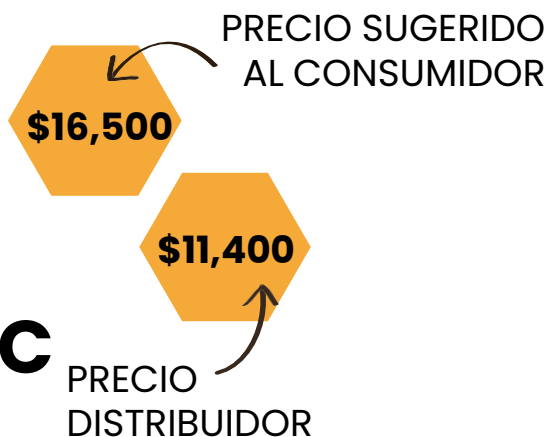 PRECIO SUGERIDO
AL CONSUMIDOR
$16,500
$11,400
C
PRECIO
DISTRIBUIDOR